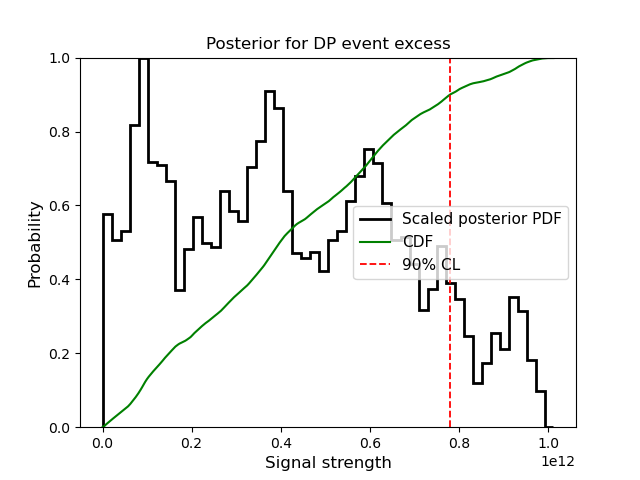 Posterior for DP event excess
Probability
1.0
0.8
0.6
0.4
0.2
0.0
Scaled posterior PDF
CDF
90% CL
0.0 0.2 0.4 0.6 0.8 1.0
1e12
Signal strength